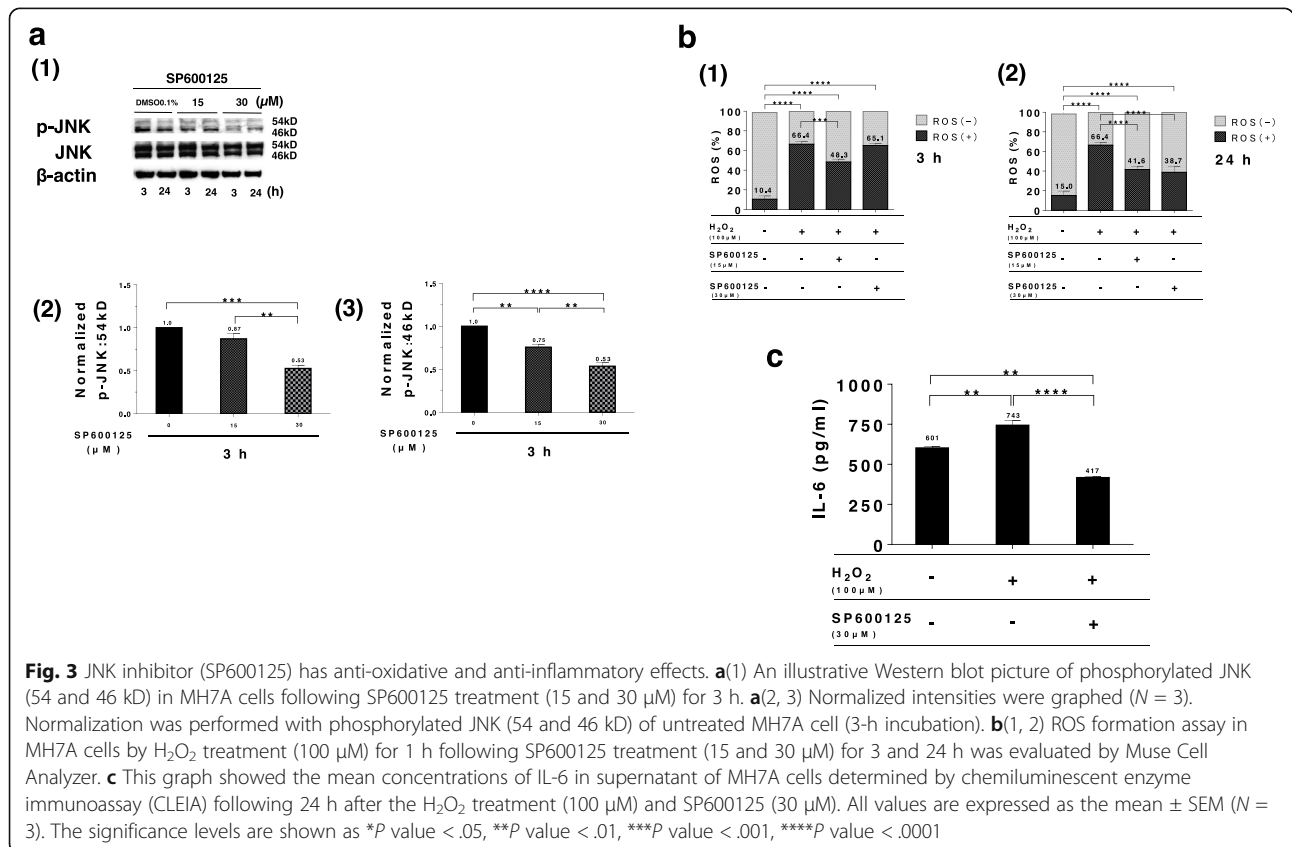 a
(1)
SP600125
DMSO0.1% 15 30 (µM)
p-JNK 54kD
46kD
JNK 54kD
46kD
β-actin
3 24 3 24 3 24 (h)
(2)
Normalized
p-JNK:54kD
1.5
1.0
0.5
0.0
***
**
1.0
0.87
0.53
0 15 30
SP600125
(µM)
3 h
(3)
Normalized
p-JNK:46kD
1.5
1.0
0.5
0.0
****
** **
1.0
0.75
0.53
0 15 30
SP600125
(µM)
3 h
b
(1)
****
****
****
***
ROS (%)
100
80
60
40
20
0
10.4
66.4
48.3
65.1
ROS(-)
ROS(+)
3 h
H2O2 - + + +
(100µM)
SP600125 - - + -
(15µM)
SP600125 - - - +
(30µM)
(2)
****
****
****
****
****
ROS (%)
100
80
60
40
20
0
15.0
66.4
41.6
38.7
ROS(-)
ROS(+)
24 h
H2O2 - + + +
(100µM)
SP600125 - - + -
(15µM)
SP600125 - - - +
(30µM)
c
**
** ****
IL-6 (pg/ml)
1000
750
500
250
0
601
743
417
H2O2 - + +
(100µM)
SP600125 - - +
(30µM)
Fig. 3 JNK inhibitor (SP600125) has anti-oxidative and anti-inflammatory effects. a(1) An illustrative Western blot picture of phosphorylated JNK
(54 and 46 kD) in MH7A cells following SP600125 treatment (15 and 30 μM) for 3 h. a(2, 3) Normalized intensities were graphed (N = 3).
Normalization was performed with phosphorylated JNK (54 and 46 kD) of untreated MH7A cell (3-h incubation). b(1, 2) ROS formation assay in
MH7A cells by H2O2 treatment (100 μM) for 1 h following SP600125 treatment (15 and 30 μM) for 3 and 24 h was evaluated by Muse Cell
Analyzer. c This graph showed the mean concentrations of IL-6 in supernatant of MH7A cells determined by chemiluminescent enzyme
immunoassay (CLEIA) following 24 h after the H2O2 treatment (100 μM) and SP600125 (30 μM). All values are expressed as the mean ± SEM (N =
3). The significance levels are shown as *P value < .05, **P value < .01, ***P value < .001, ****P value < .0001